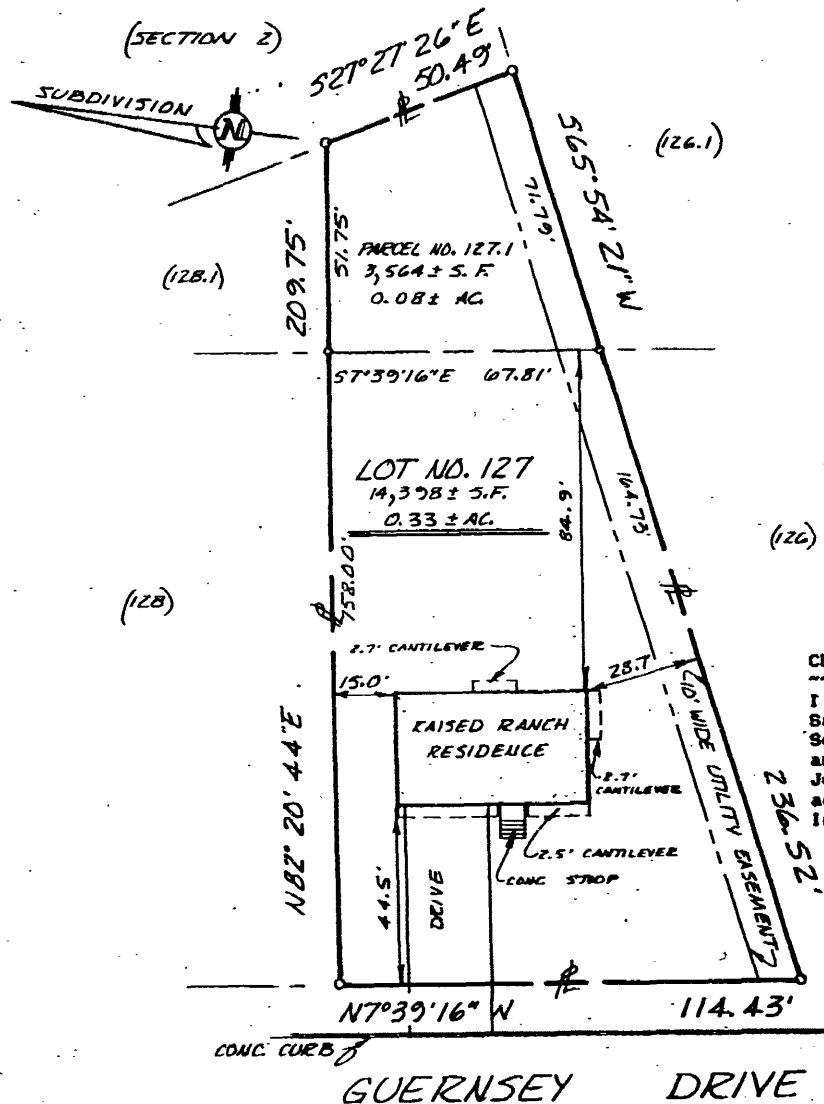 (SECTION 2)
S27° 27' 26" E
50.49'
SUBDIVISION
N
S65° 54' 21" W
(126.1)
71.79'
209.75'
51.75'
PARCEL NO. 127.1
3,564 ± S.F.
0.08 ± AC.
(128.1)
S7°39'16"E 67.81'
LOT NO. 127
14,398 ± S.F.
0.33 ± AC.
84.9'
164.73'
(126)
(128)
158.00'
2.7' CANTILEVER
15.0'
28.7
RAISED RANCH
RESIDENCE
2.7'
CANTILEVER
10' WIDE UTILITY EASEMENT
236.52'
N82° 20' 44" E
2.5' CANTILEVER
CONC STOOP
44.5'
DRIVE
N7°39'16" W 114.43'
CONC CURB
GUERNSEY DRIVE